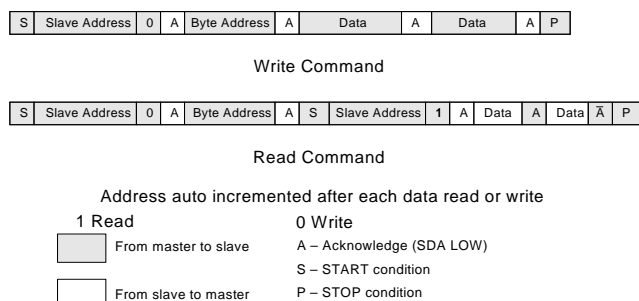 S Slave Address 0 A Byte Address A Data A Data A P
Write Command
S Slave Address 0 A Byte Address A S Slave Address 1 A Data A Data A̅ P
Read Command
Address auto incremented after each data read or write
1 Read 0 Write
From master to slave A – Acknowledge (SDA LOW)
S – START condition
From slave to master P – STOP condition